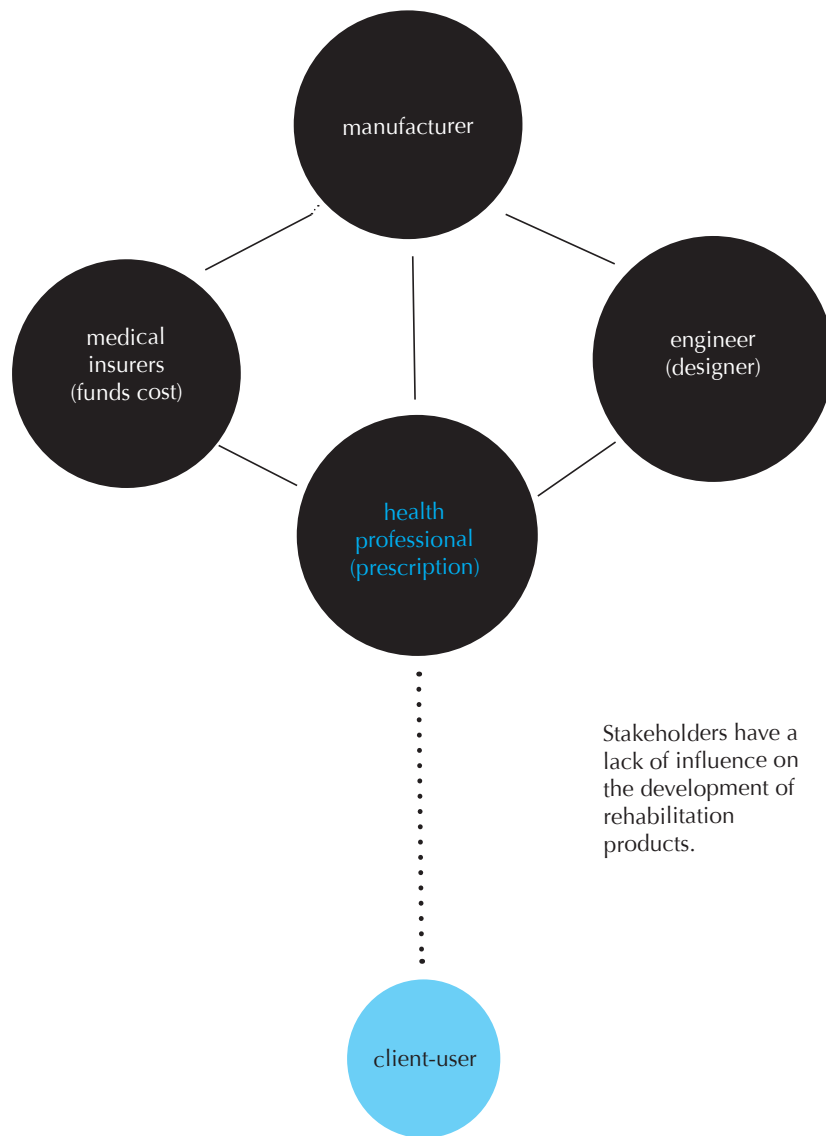 manufacturer
medical
insurers
(funds cost)
engineer
(designer)
health
professional
(prescription)
Stakeholders have a
lack of influence on
the development of
rehabilitation
products.
client-user